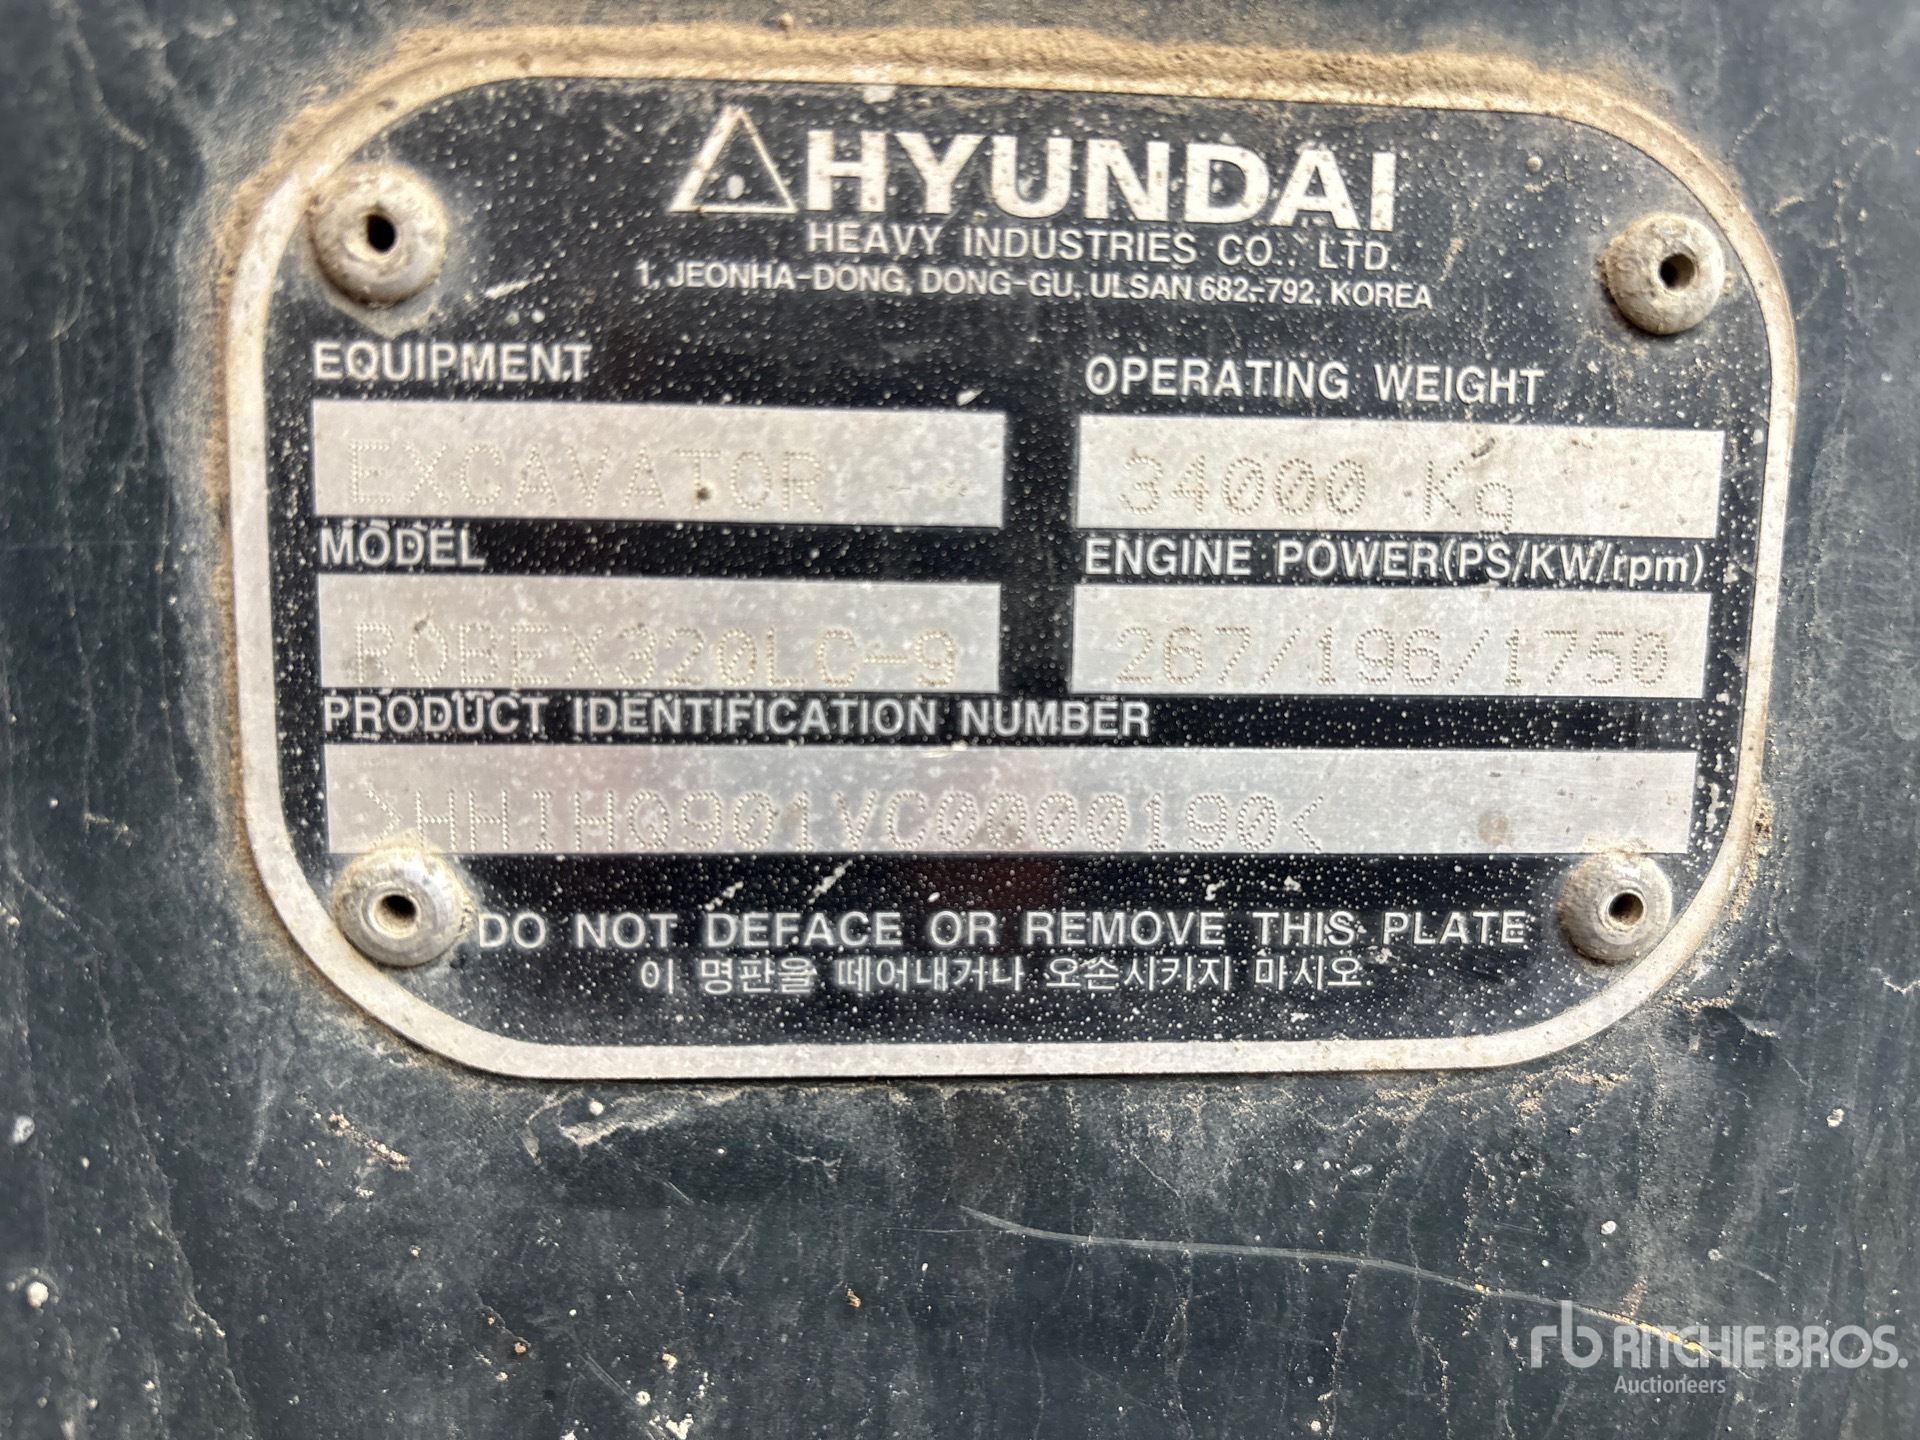 HYUNDAI
HEAVY INDUSTRIES CO., LTD.
1, JEONHA-DONG, DONG-GU, ULSAN 682-792, KOREA
EQUIPMENT
EXCAVATOR
OPERATING WEIGHT
34000 Kg
MODEL
ROBEX320LC-9
ENGINE POWER(PS/KW/rpm)
267/196/1750
PRODUCT IDENTIFICATION NUMBER
>HHIHQ901VC0000190<
DO NOT DEFACE OR REMOVE THIS PLATE
이 명판을 떼어내거나 오손시키지 마시오.
rb RITCHIE BROS.
Auctioneers